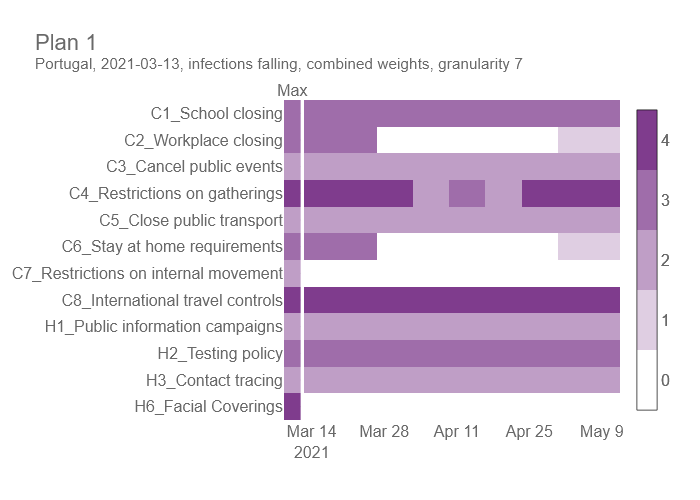 Plan 1
Portugal, 2021-03-13, infections falling, combined weights, granularity 7
Max
C1_School closing
C2_Workplace closing
C3_Cancel public events
C4_Restrictions on gatherings
C5_Close public transport
C6_Stay at home requirements
C7_Restrictions on internal movement
C8_International travel controls
H1_Public information campaigns
H2_Testing policy
H3_Contact tracing
H6_Facial Coverings
Mar 14 Mar 28 Apr 11 Apr 25 May 9
2021
4
3
2
1
0